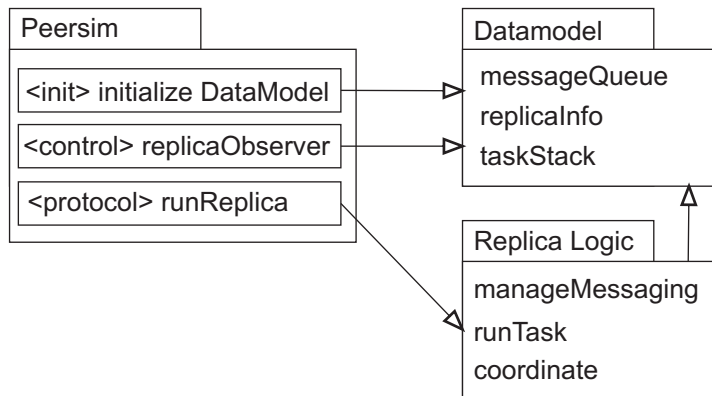 Peersim
<init> initialize DataModel
<control> replicaObserver
<protocol> runReplica
Datamodel
messageQueue
replicaInfo
taskStack
Replica Logic
manageMessaging
runTask
coordinate